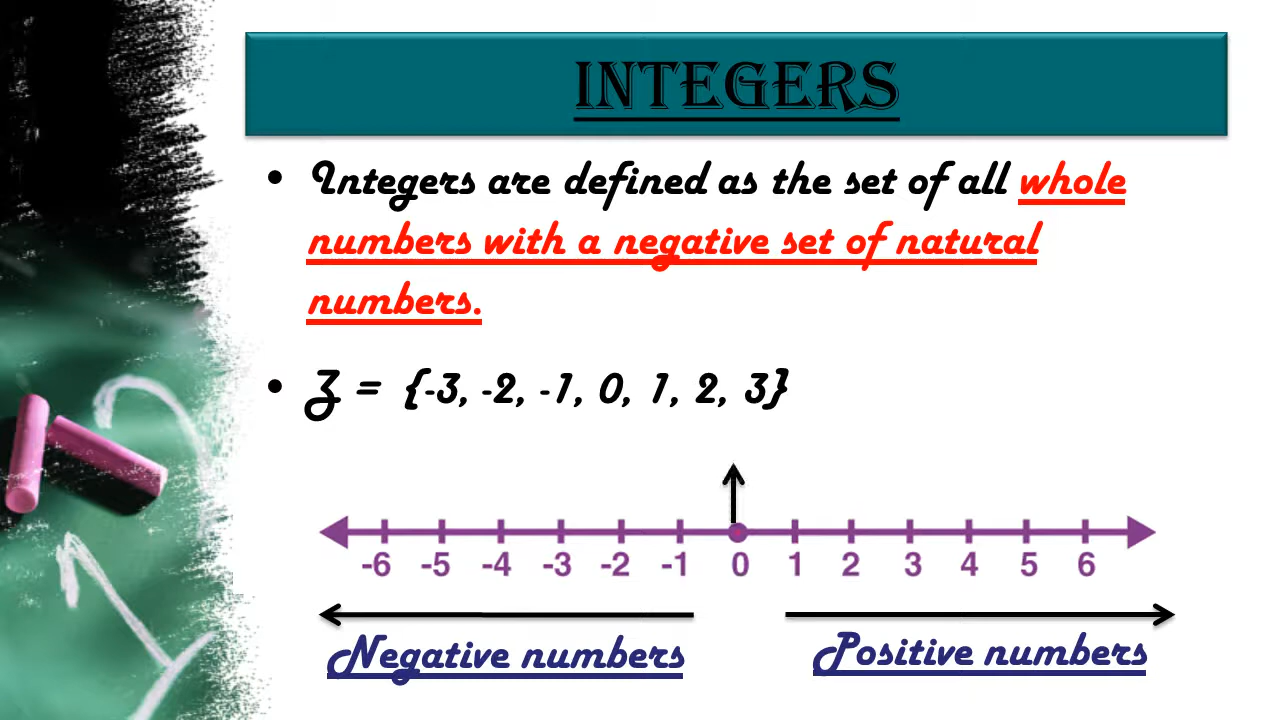 INTEGERS
• Integers are defined as the set of all whole
numbers with a negative set of natural
numbers.
• Z = {-3, -2, -1, 0, 1, 2, 3}
-6 -5 -4 -3 -2 -1 0 1 2 3 4 5 6
Negative numbers Positive numbers